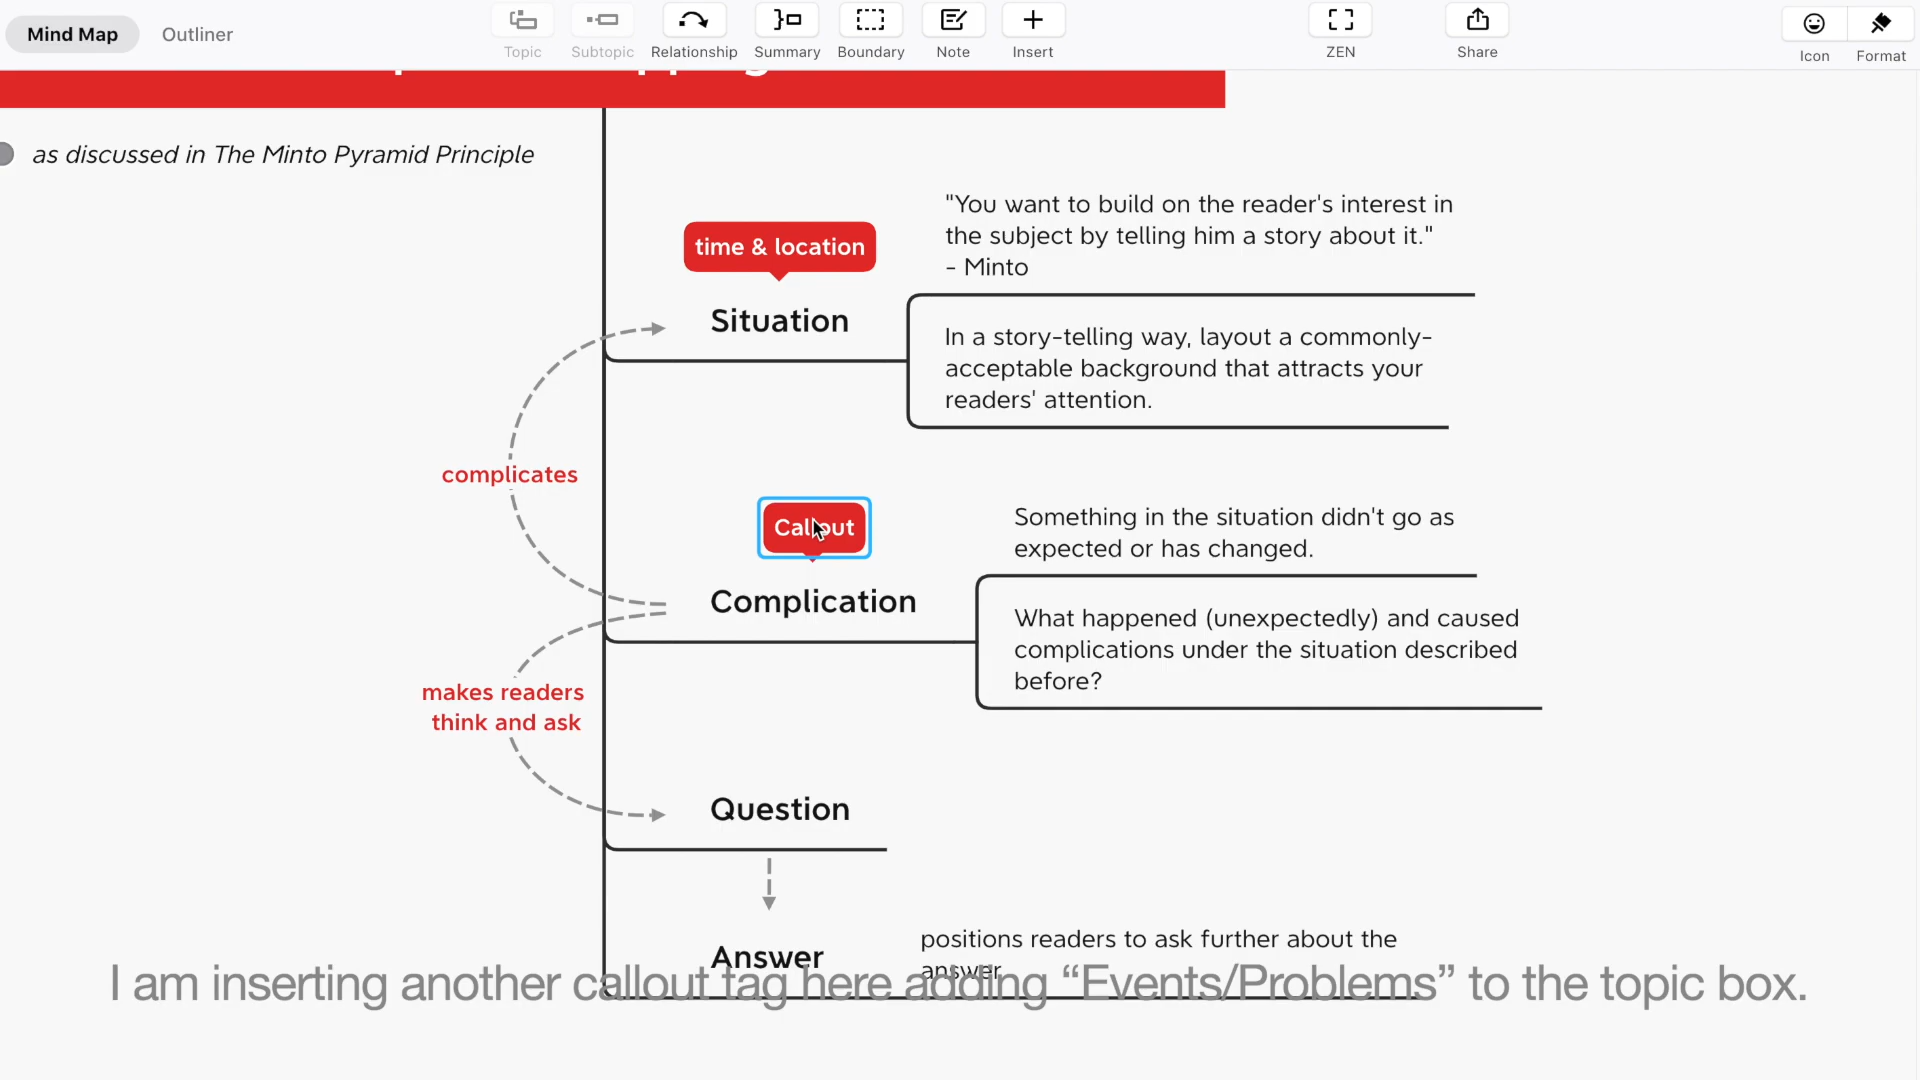 Mind Map
Outliner
Topic
Subtopic
Relationship
Summary
Boundary
Note
Insert
ZEN
Share
Icon
Format
as discussed in The Minto Pyramid Principle
time & location
Situation
"You want to build on the reader's interest in
the subject by telling him a story about it."
- Minto
In a story-telling way, layout a commonly-
acceptable background that attracts your
readers' attention.
complicates
Callout
Complication
Something in the situation didn't go as
expected or has changed.
What happened (unexpectedly) and caused
complications under the situation described
before?
makes readers
think and ask
Question
Answer
positions readers to ask further about the
answer
I am inserting another callout tag here adding “Events/Problems” to the topic box.